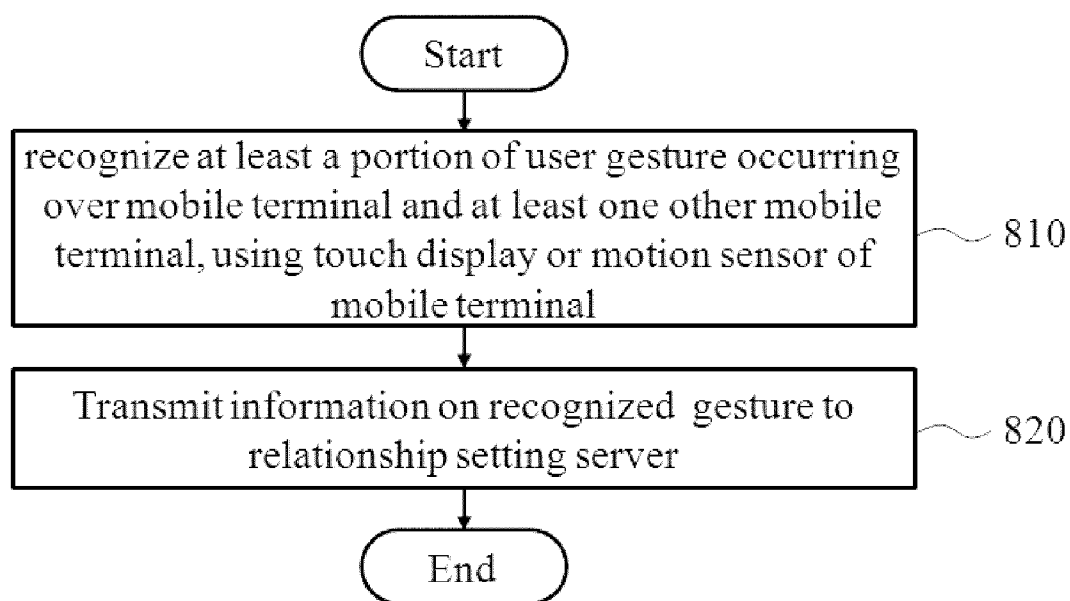 Start
recognize at least a portion of user gesture occurring
over mobile terminal and at least one other mobile
terminal, using touch display or motion sensor of
mobile terminal
810
Transmit information on recognized gesture to
relationship setting server
820
End